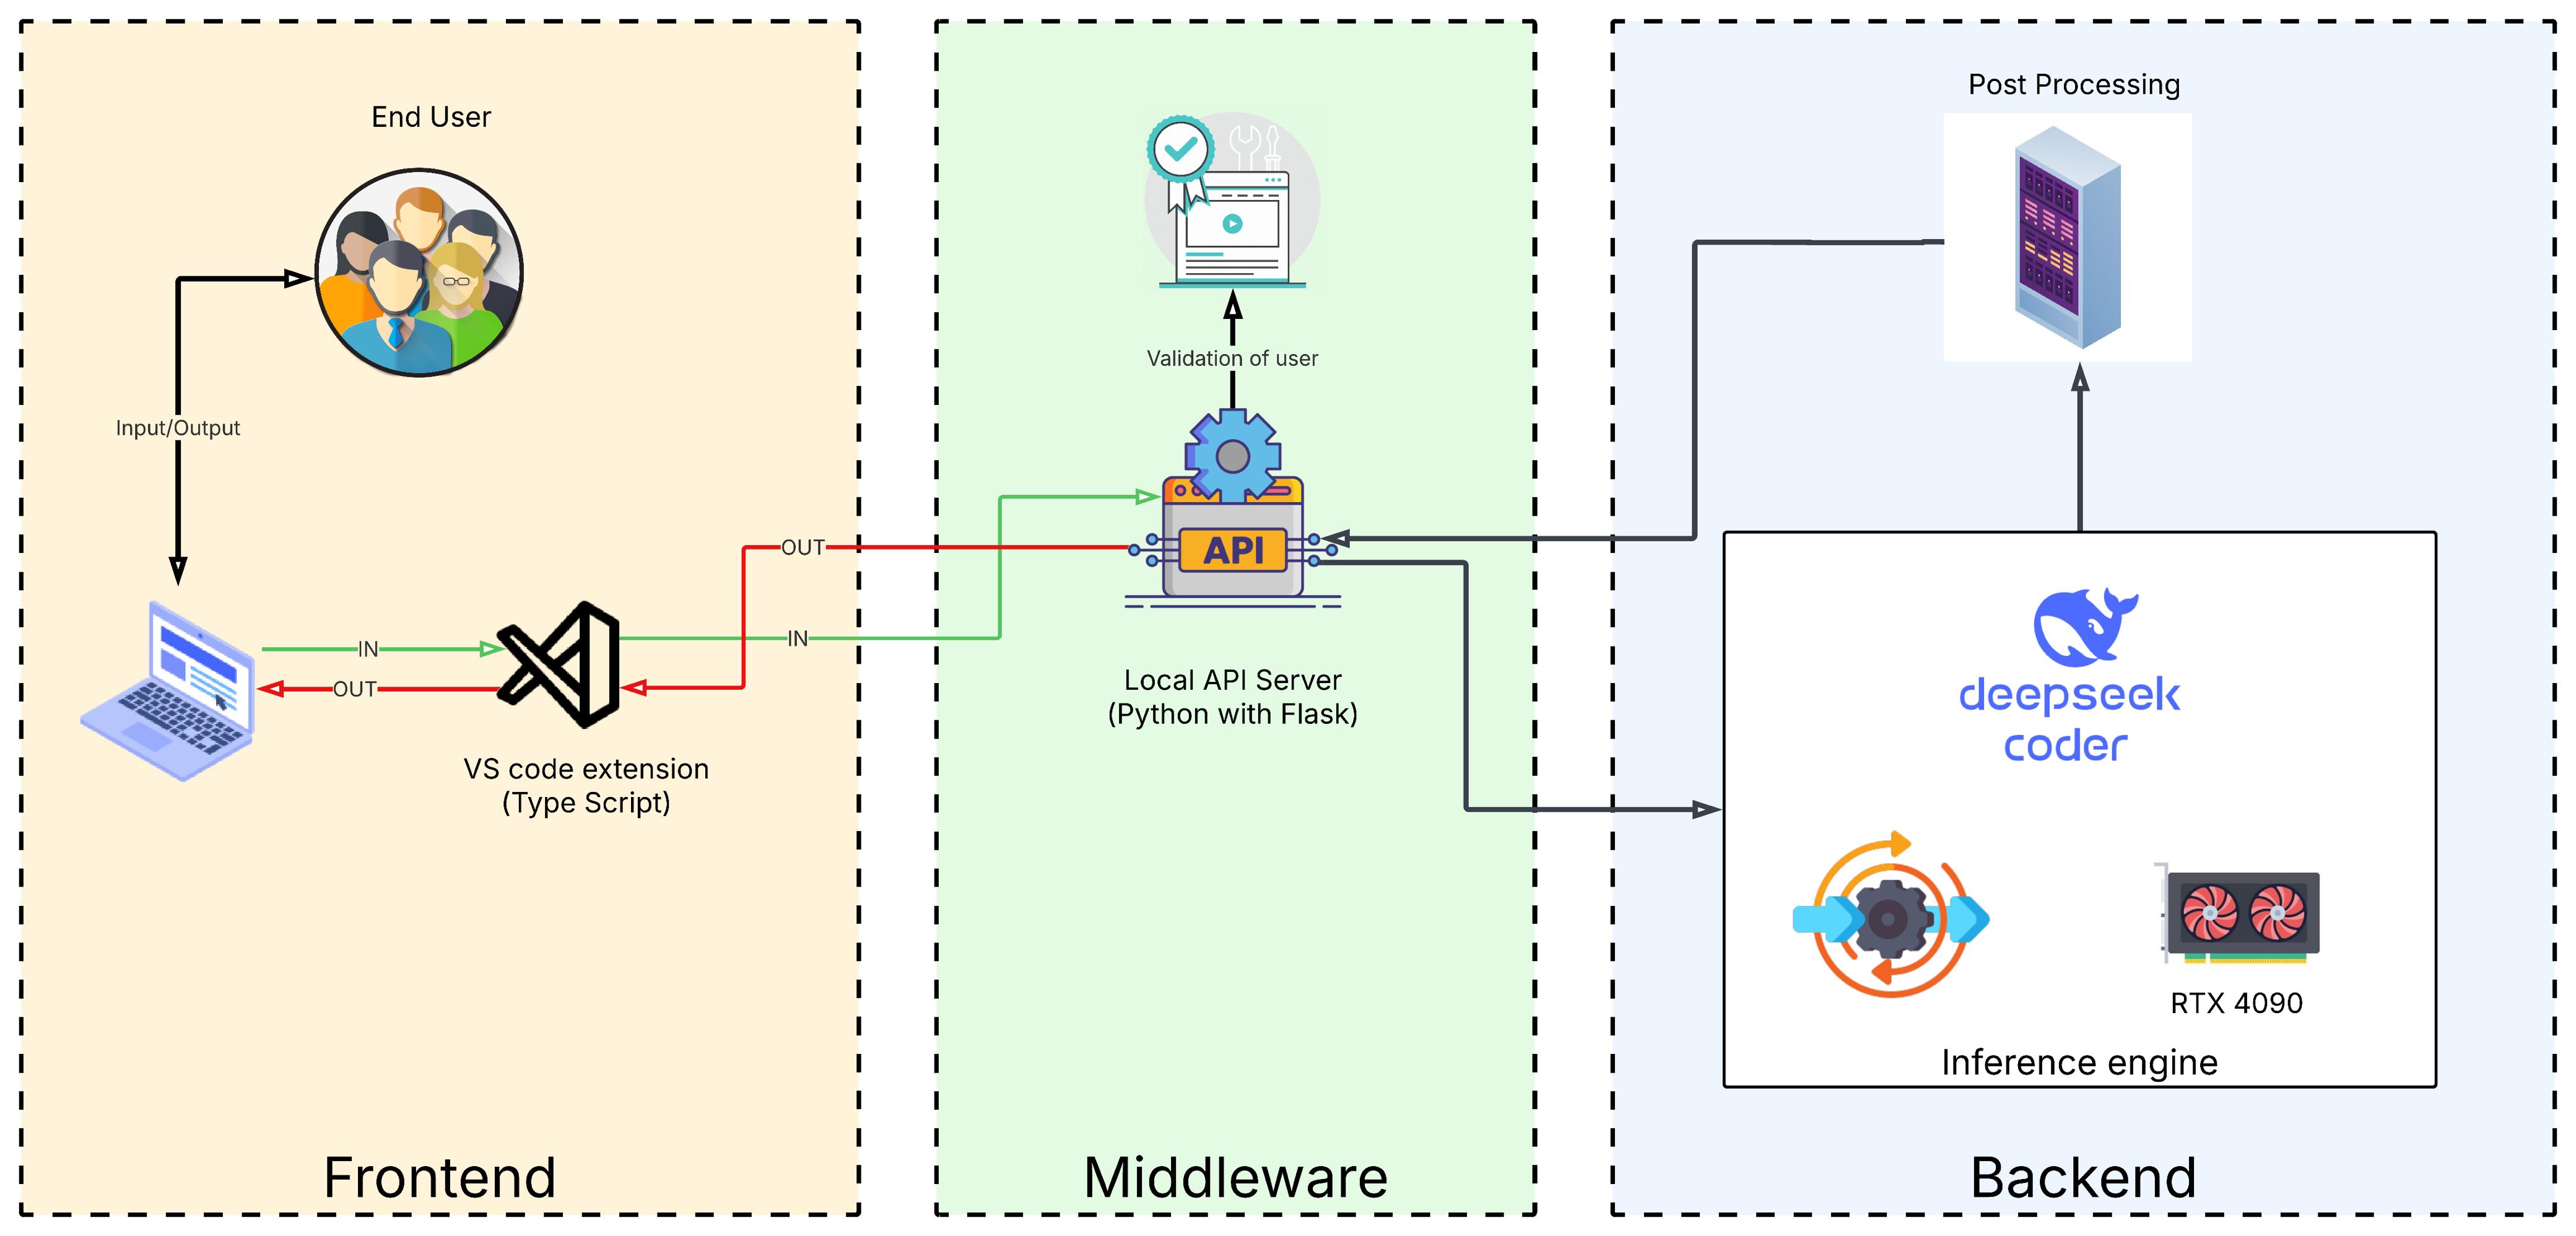 End User
Input/Output
IN
OUT
VS code extension
(Type Script)
OUT
IN
Frontend
Validation of user
API
Local API Server
(Python with Flask)
Middleware
Post Processing
deepseek
coder
RTX 4090
Inference engine
Backend